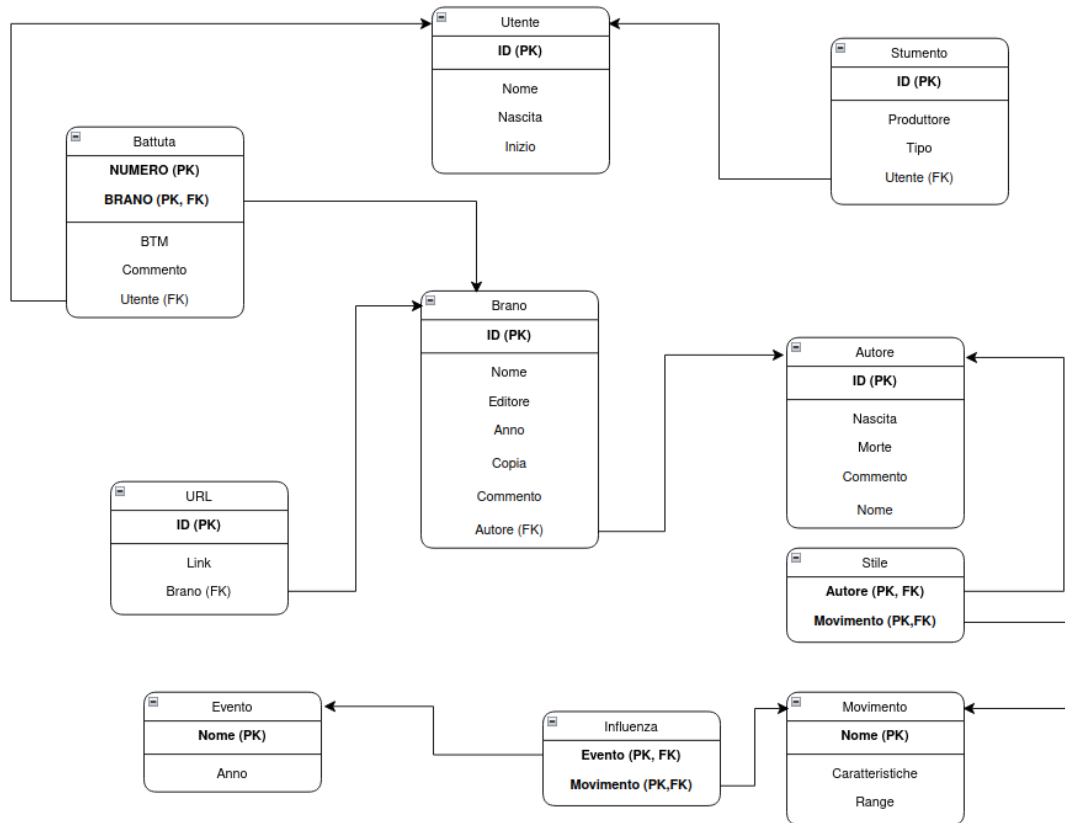 Utente
ID (PK)
Nome
Nascita
Inizio
Stumento
ID (PK)
Produttore
Tipo
Utente (FK)
Battuta
NUMERO (PK)
BRANO (PK, FK)
BTM
Commento
Utente (FK)
Brano
ID (PK)
Nome
Editore
Anno
Copia
Commento
Autore (FK)
Autore
ID (PK)
Nascita
Morte
Commento
Nome
URL
ID (PK)
Link
Brano (FK)
Stile
Autore (PK, FK)
Movimento (PK,FK)
Evento
Nome (PK)
Anno
Influenza
Evento (PK, FK)
Movimento (PK,FK)
Movimento
Nome (PK)
Caratteristiche
Range